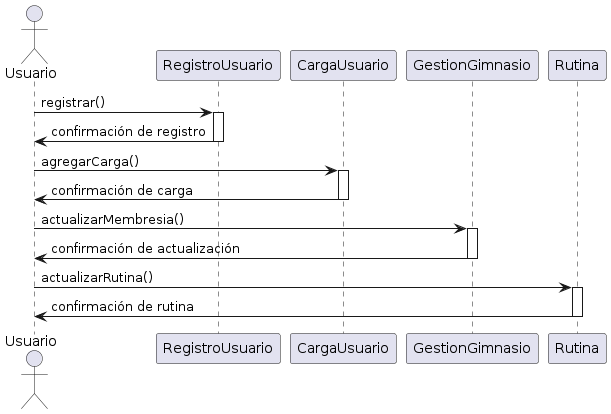 Usuario
RegistroUsuario
CargaUsuario
GestionGimnasio
Rutina
registrar()
confirmación de registro
agregarCarga()
confirmación de carga
actualizarMembresia()
confirmación de actualización
actualizarRutina()
confirmación de rutina
Usuario
RegistroUsuario
CargaUsuario
GestionGimnasio
Rutina